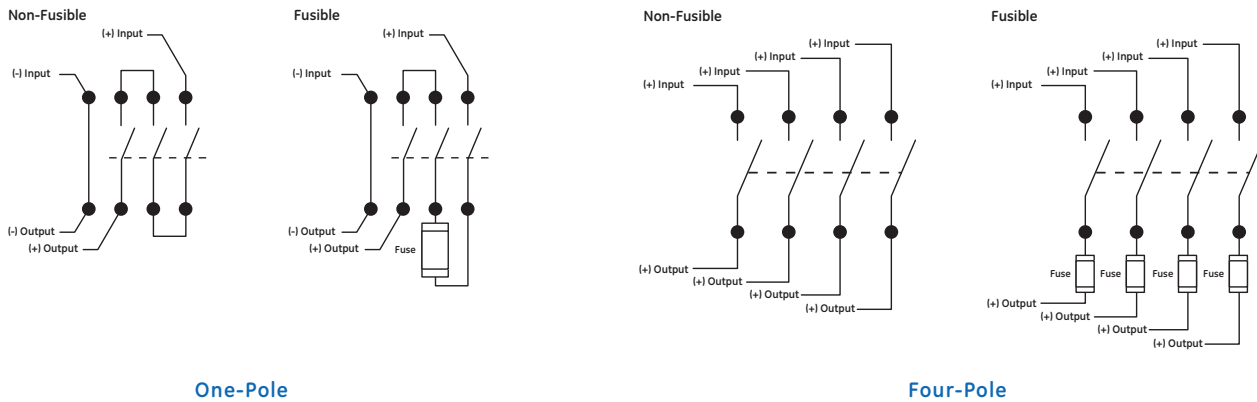 Non-Fusible
(+) Input
(-) Input
(-) Output
(+) Output
Fusible
(+) Input
(-) Input
(-) Output
(+) Output
Fuse
One-Pole
Non-Fusible
(+) Input
(+) Input
(+) Input
(+) Input
(+) Output
(+) Output
(+) Output
(+) Output
Fusible
(+) Input
(+) Input
(+) Input
(+) Input
Fuse
Fuse
Fuse
Fuse
(+) Output
(+) Output
(+) Output
(+) Output
Four-Pole